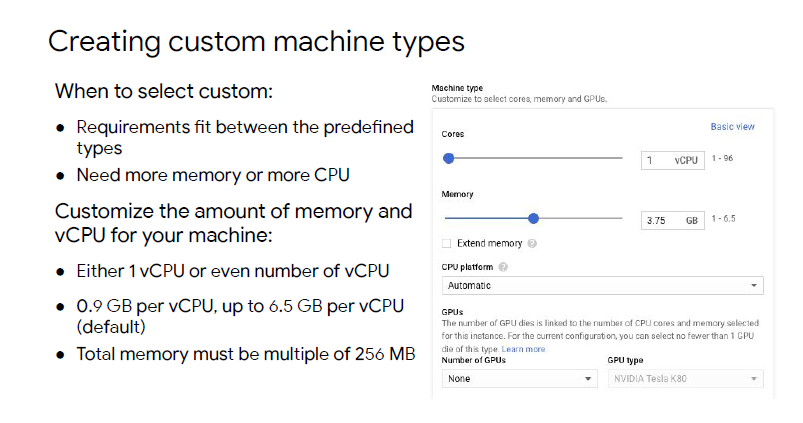 Creating custom machine types
When to select custom:
● Requirements fit between the predefined
types
● Need more memory or more CPU
Customize the amount of memory and
vCPU for your machine:
● Either 1 vCPU or even number of vCPU
● 0.9 GB per vCPU, up to 6.5 GB per vCPU
(default)
● Total memory must be multiple of 256 MB
Machine type
Customize to select cores, memory and GPUs.
Basic view
Cores
1 vCPU 1 - 96
Memory
3.75 GB 1 - 6.5
Extend memory ?
CPU platform ?
Automatic
GPUs
The number of GPU dies is linked to the number of CPU cores and memory selected
for this instance. For the current configuration, you can select no fewer than 1 GPU
die of this type. Learn more
Number of GPUs GPU type
None NVIDIA Tesla K80